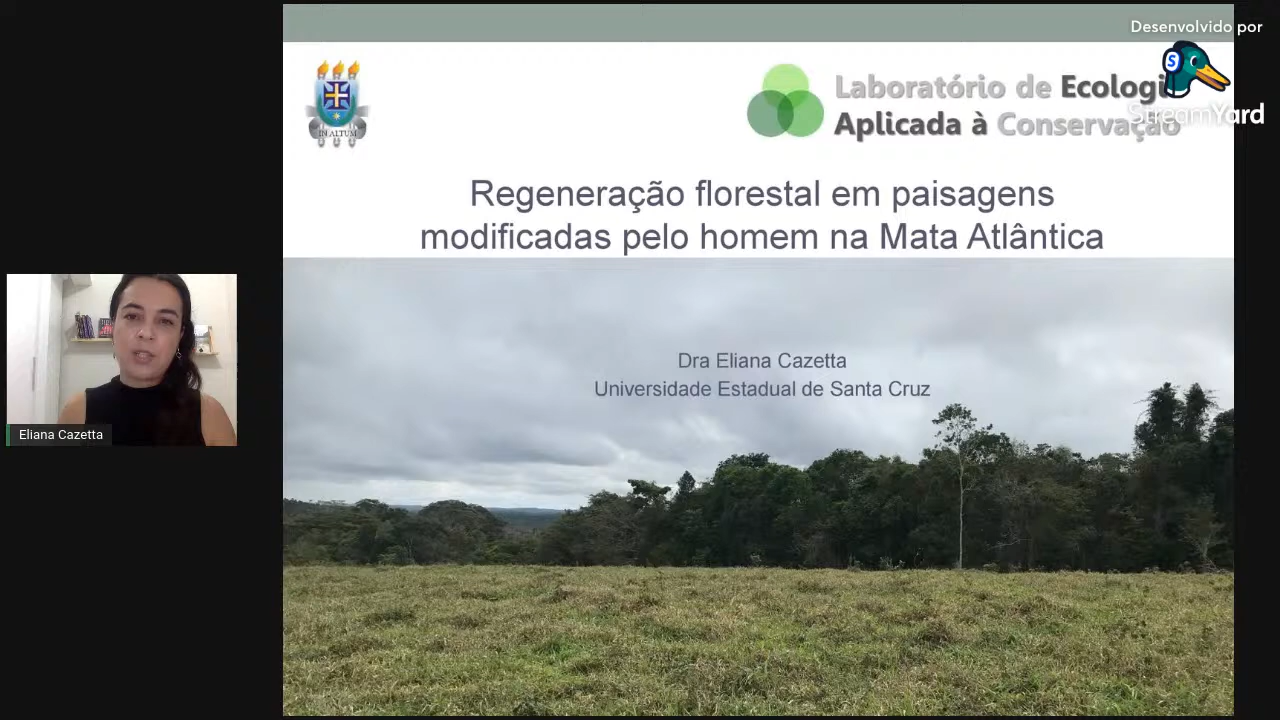 Desenvolvido por
StreamYard
IN ALTUM
Laboratório de Ecologi
Aplicada à Conservação
Regeneração florestal em paisagens
modificadas pelo homem na Mata Atlântica
Dra Eliana Cazetta
Universidade Estadual de Santa Cruz
Eliana Cazetta